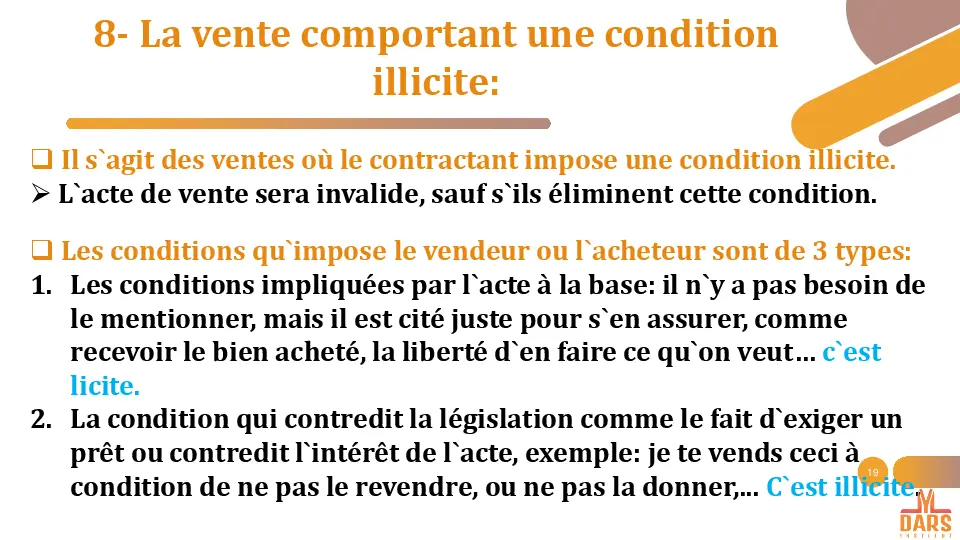 8- La vente comportant une condition
illicite:
❑ Il s`agit des ventes où le contractant impose une condition illicite.
➢ L`acte de vente sera invalide, sauf s`ils éliminent cette condition.
❑ Les conditions qu`impose le vendeur ou l`acheteur sont de 3 types:
1. Les conditions impliquées par l`acte à la base: il n`y a pas besoin de
le mentionner, mais il est cité juste pour s`en assurer, comme
recevoir le bien acheté, la liberté d`en faire ce qu`on veut… c`est
licite.
2. La condition qui contredit la législation comme le fait d`exiger un
prêt ou contredit l`intérêt de l`acte, exemple: je te vends ceci à
condition de ne pas le revendre, ou ne pas la donner,… C`est illicite.
19
DARS
INSTITUT